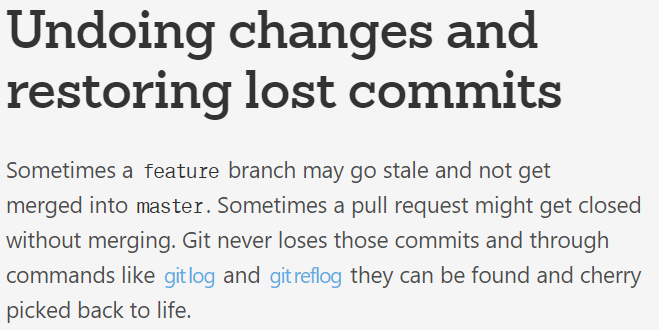 Undoing changes and
restoring lost commits
Sometimes a feature branch may go stale and not get
merged into master. Sometimes a pull request might get closed
without merging. Git never loses those commits and through
commands like git log and git reflog they can be found and cherry
picked back to life.